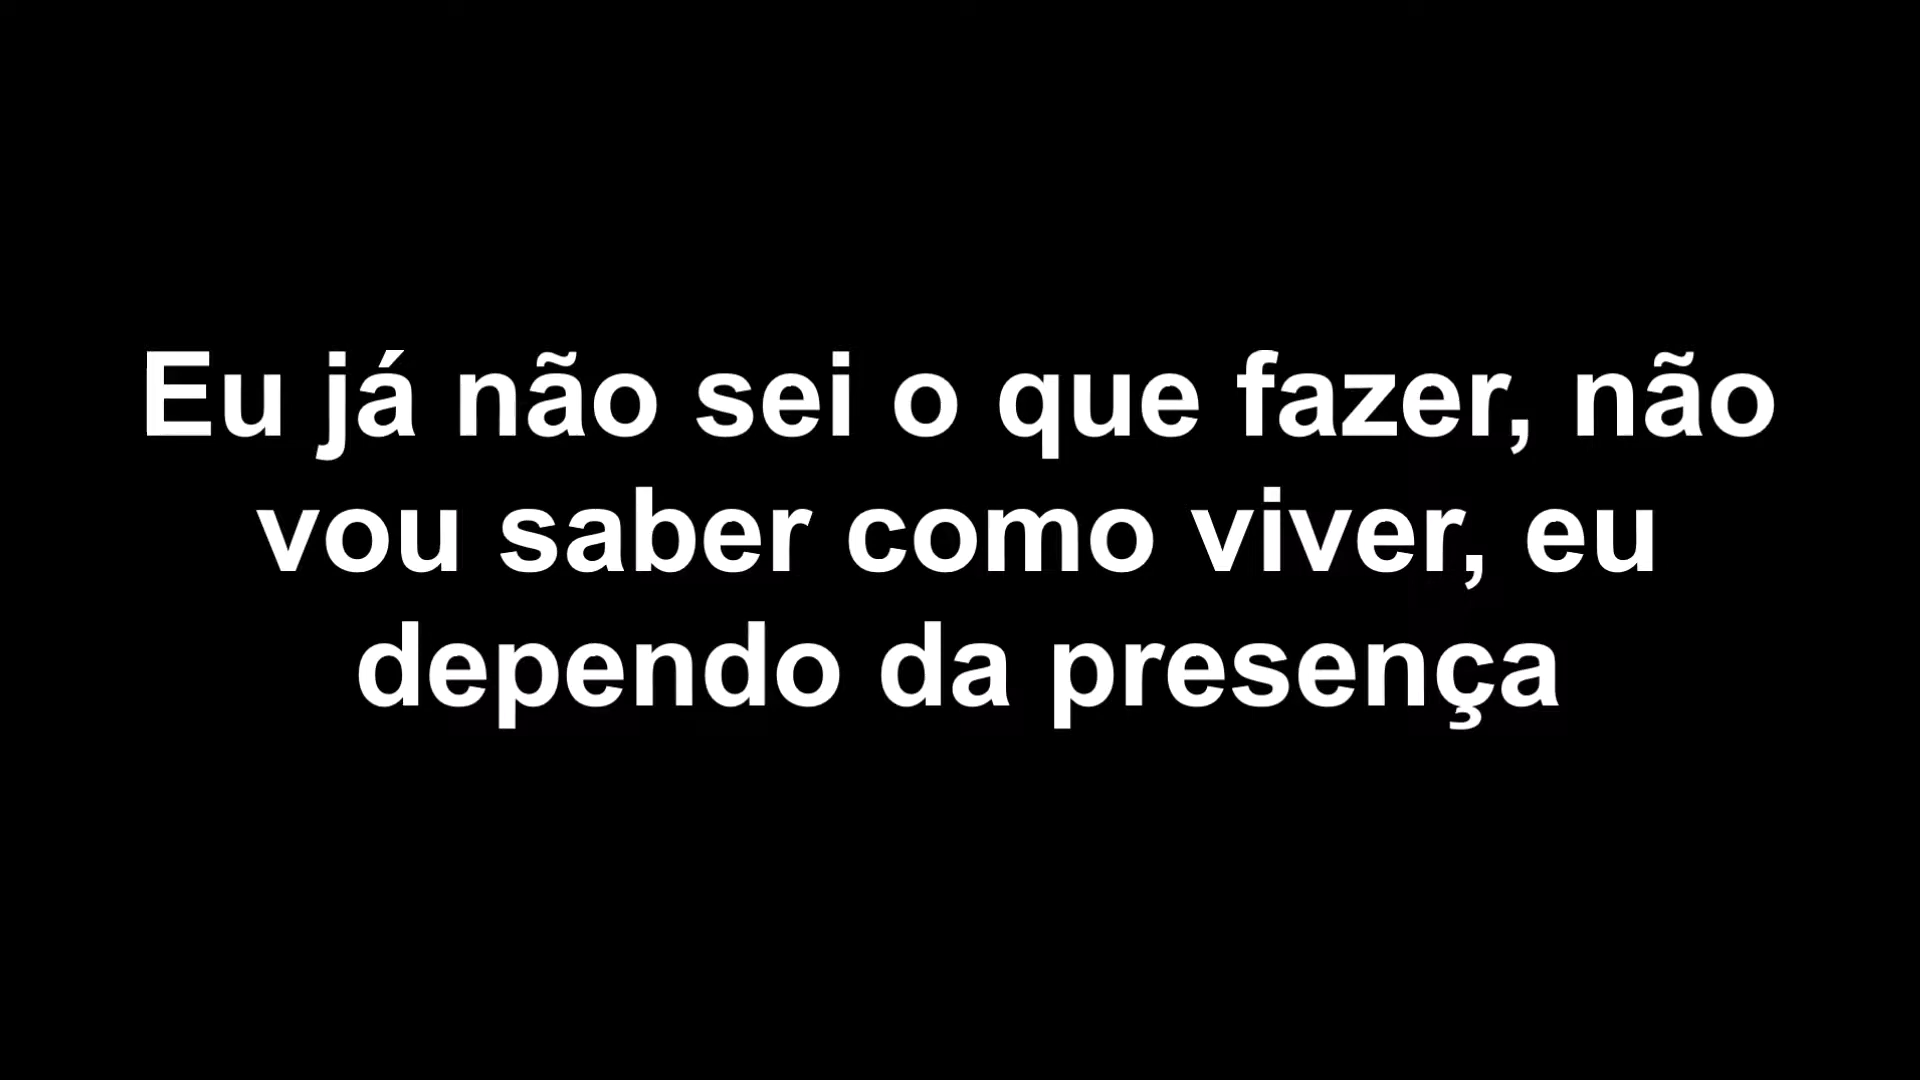 Eu já não sei o que fazer, não
vou saber como viver, eu
dependo da presença